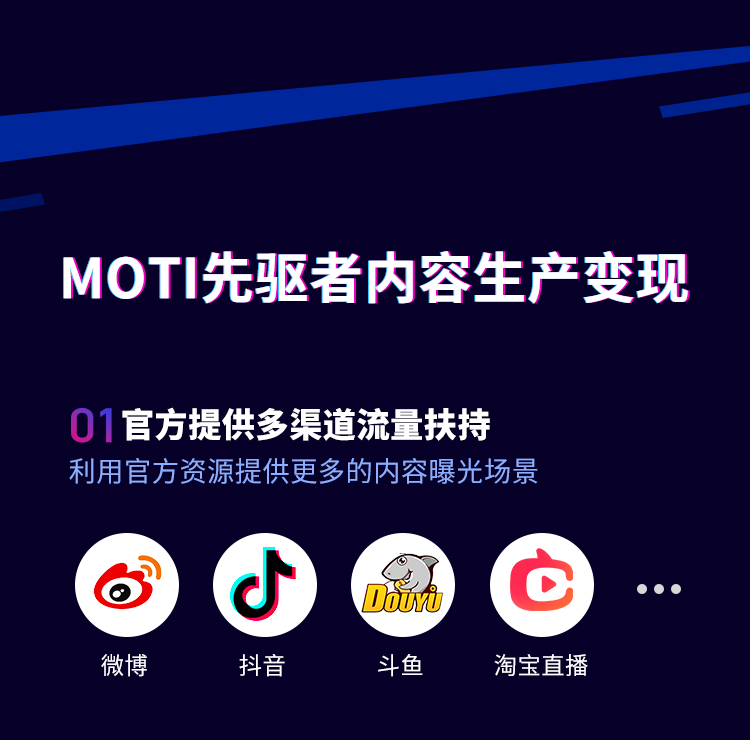 MOTI先驱者内容生产变现
01官方提供多渠道流量扶持
利用官方资源提供更多的内容曝光场景
DOUYU
微博 抖音 斗鱼 淘宝直播